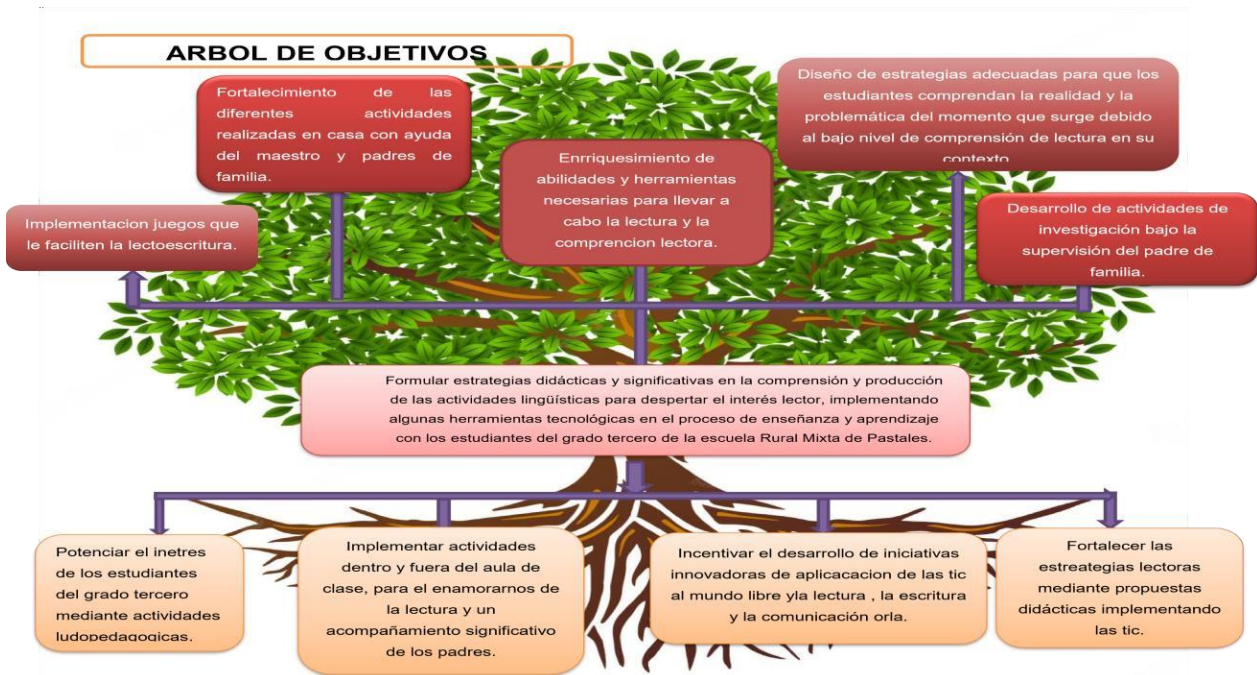 ARBOL DE OBJETIVOS
Fortalecimiento de las
diferentes actividades
realizadas en casa con ayuda
del maestro y padres de
familia.
Diseño de estrategias adecuadas para que los
estudiantes comprendan la realidad y la
problemática del momento que surge debido
al bajo nivel de comprensión de lectura en su
contexto
Enrriquesimiento de
abilidades y herramientas
necesarias para llevar a
cabo la lectura y la
comprencion lectora.
Implementacion juegos que
le faciliten la lectoescritura.
Desarrollo de actividades de
investigación bajo la
supervisión del padre de
familia.
Formular estrategias didácticas y significativas en la comprensión y producción
de las actividades lingüísticas para despertar el interés lector, implementando
algunas herramientas tecnológicas en el proceso de enseñanza y aprendizaje
con los estudiantes del grado tercero de la escuela Rural Mixta de Pastales.
Potenciar el inetres
de los estudiantes
del grado tercero
mediante actividades
ludopedagogicas.
Implementar actividades
dentro y fuera del aula de
clase, para el enamorarnos de
la lectura y un
acompañamiento significativo
de los padres.
Incentivar el desarrollo de iniciativas
innovadoras de aplicacacion de las tic
al mundo libre yla lectura , la escritura
y la comunicación orla.
Fortalecer las
estreategias lectoras
mediante propuestas
didácticas implementando
las tic.